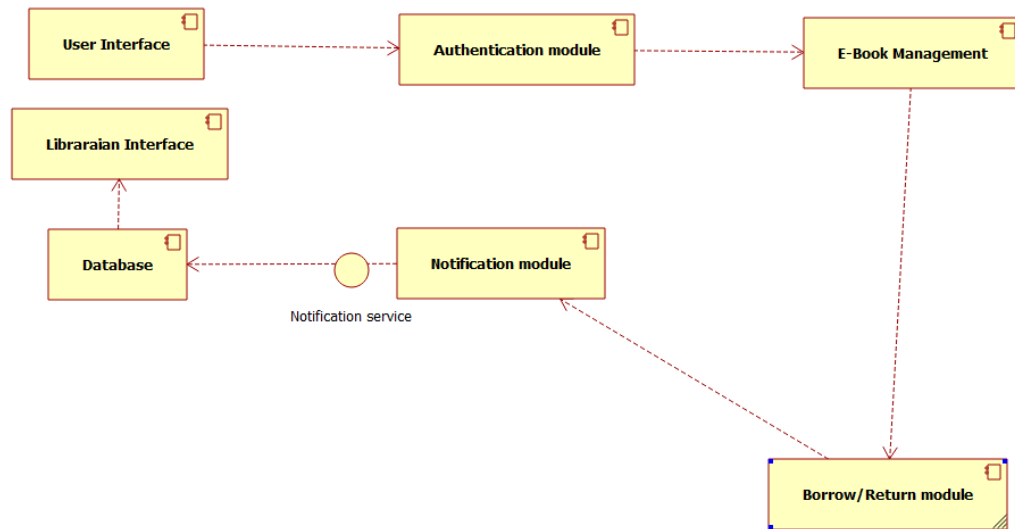 User Interface
Authentication module
E-Book Management
Libraraian Interface
Database
Notification module
Notification service
Borrow/Return module